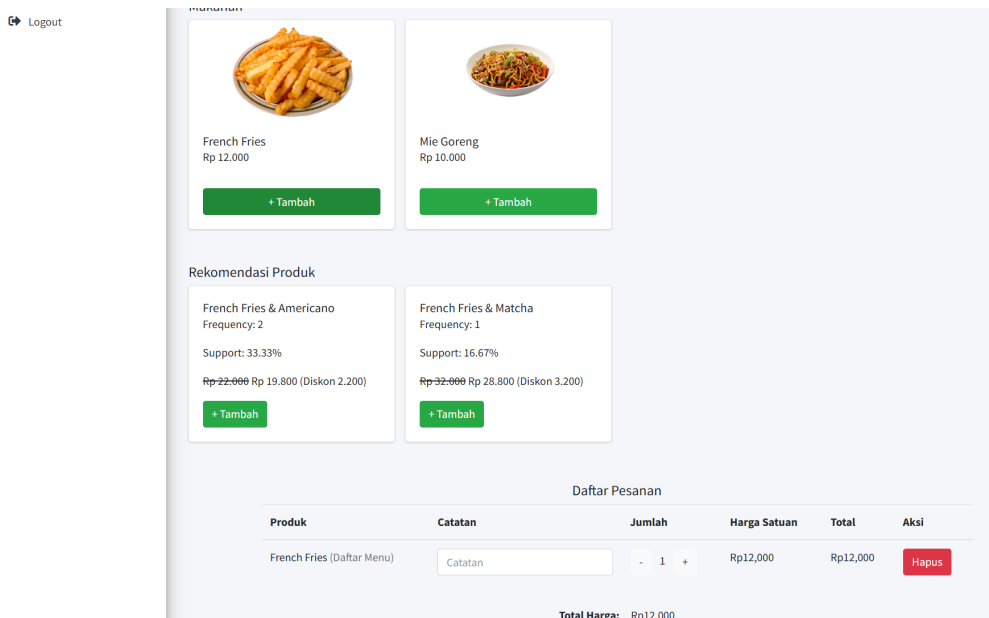 Logout
Makanan
French Fries
Rp 12.000
+ Tambah
Mie Goreng
Rp 10.000
+ Tambah
Rekomendasi Produk
French Fries & Americano
Frequency: 2
Support: 33.33%
Rp 22.000 Rp 19.800 (Diskon 2.200)
+ Tambah
French Fries & Matcha
Frequency: 1
Support: 16.67%
Rp 32.000 Rp 28.800 (Diskon 3.200)
+ Tambah
Daftar Pesanan
Produk Catatan Jumlah Harga Satuan Total Aksi
French Fries (Daftar Menu) Catatan - 1 + Rp12,000 Rp12,000 Hapus
Total Harga: Rp12,000